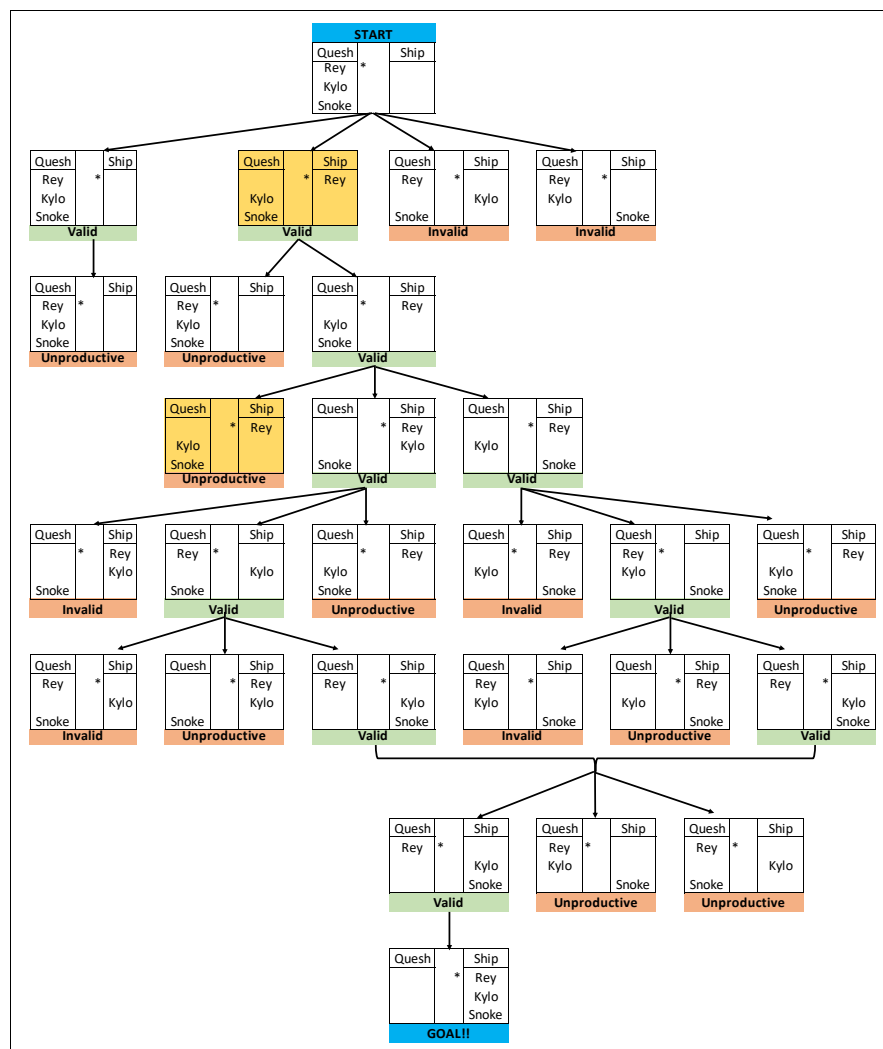 START
Quesh Ship
Rey *
Kylo
Snoke
Quesh Ship Quesh Ship Quesh Ship Quesh Ship
Rey * * Rey Rey * Rey *
Kylo Kylo Kylo Kylo
Snoke Snoke Snoke Snoke
Valid Valid Invalid Invalid
Quesh Ship Quesh Ship Quesh Ship
Rey * Rey * * Rey
Kylo Kylo Kylo
Snoke Snoke Snoke
Unproductive Unproductive Valid
Quesh Ship Quesh Ship Quesh Ship
* Rey * Rey * Rey
Kylo Kylo Kylo
Snoke Snoke Snoke
Unproductive Valid Valid
Quesh Ship Quesh Ship Quesh Ship Quesh Ship Quesh Ship Quesh Ship
* Rey Rey * * Rey * Rey Rey * * Rey
Kylo Kylo Kylo Kylo Kylo Kylo
Snoke Snoke Snoke Snoke Snoke Snoke
Invalid Valid Unproductive Invalid Valid Unproductive
Quesh Ship Quesh Ship Quesh Ship Quesh Ship Quesh Ship Quesh Ship
Rey * * Rey Rey * Rey * * Rey Rey *
Kylo Kylo Kylo Kylo Kylo Kylo
Snoke Snoke Snoke Snoke Snoke Snoke
Invalid Unproductive Valid Invalid Unproductive Valid
Quesh Ship Quesh Ship Quesh Ship
Rey * Rey * Rey *
Kylo Kylo Kylo
Snoke Snoke Snoke
Valid Unproductive Unproductive
Quesh Ship
* Rey
Kylo
Snoke
GOAL!!